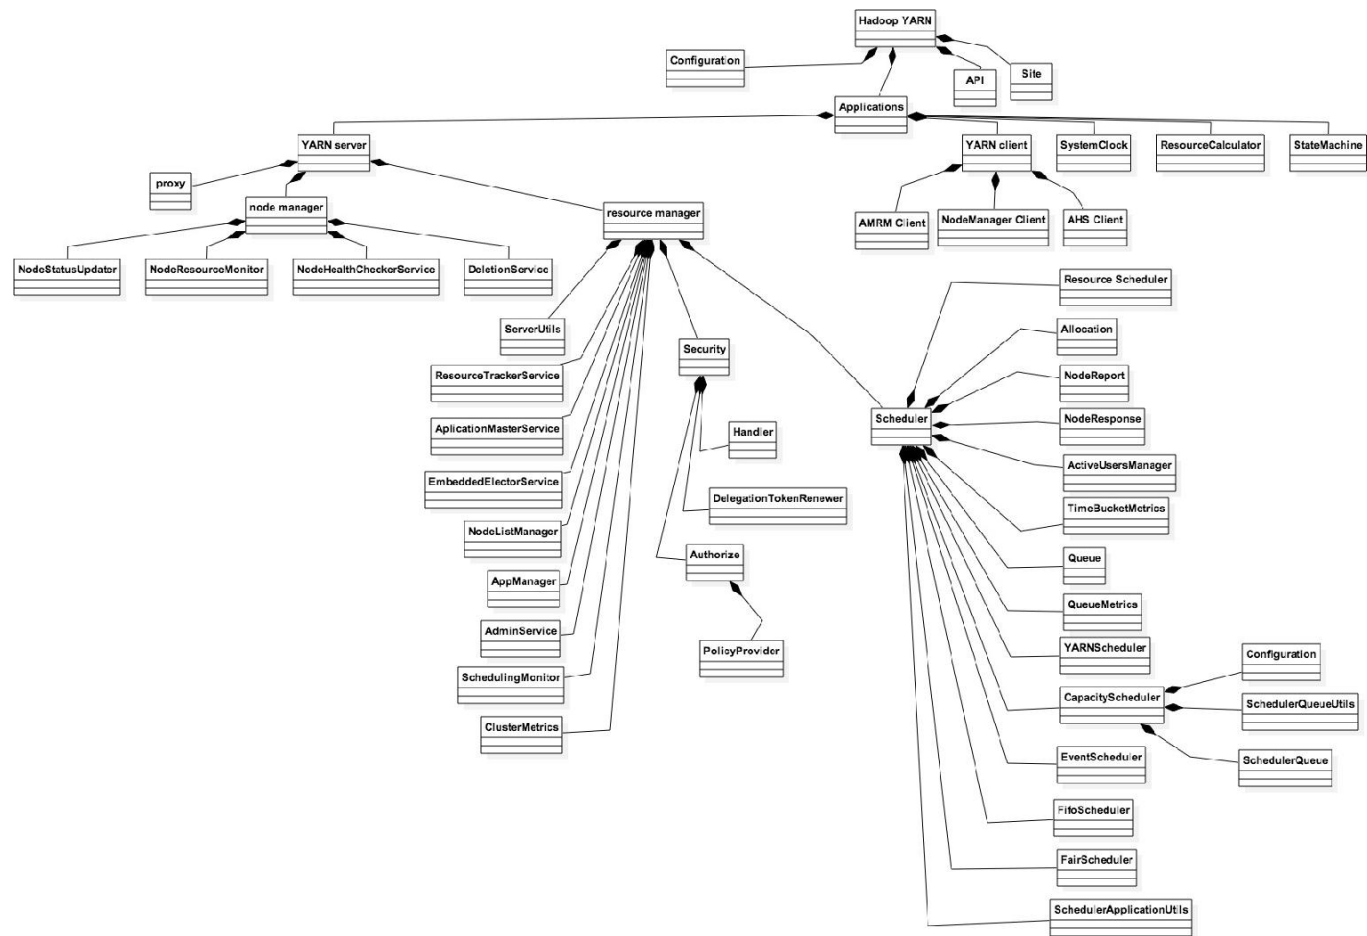 Hadoop YARN
Configuration
API
Site
Applications
YARN server
YARN client
SystemClock
ResourceCalculator
StateMachine
proxy
node manager
resource manager
AMRM Client
NodeManager Client
AHS Client
NodeStatusUpdater
NodeResourceMonitor
NodeHealthCheckerService
DeletionService
Resource Scheduler
ServerUtils
Allocation
Security
ResourceTrackerService
NodeReport
Scheduler
NodeResponse
AplicationMasterService
Handler
ActiveUsersManager
EmbeddedElectorService
DelegationTokenRenewer
TimeBucketMetrics
NodeListManager
Authorize
Queue
AppManager
QueueMetrics
AdminService
PolicyProvider
YARNScheduler
Configuration
SchedulingMonitor
CapacityScheduler
SchedulerQueueUtils
ClusterMetrics
EventScheduler
SchedulerQueue
FifoScheduler
FairScheduler
SchedulerApplicationUtils